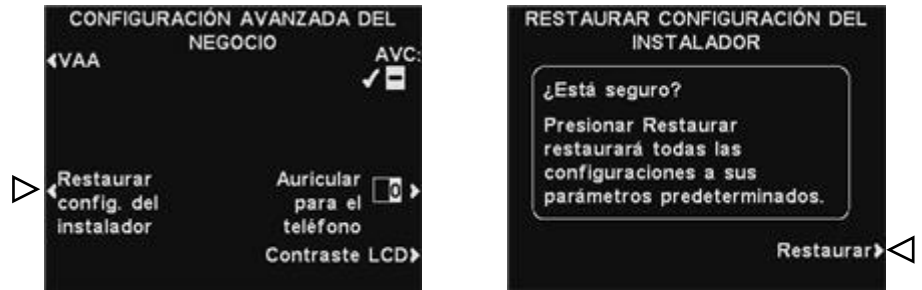 CONFIGURACIÓN AVANZADA DEL
NEGOCIO
VAA
AVC:
Restaurar
config. del
instalador
Auricular
para el
teléfono
0
Contraste LCD
RESTAURAR CONFIGURACIÓN DEL
INSTALADOR
¿Está seguro?
Presionar Restaurar
restaurará todas las
configuraciones a sus
parámetros predeterminados.
Restaurar